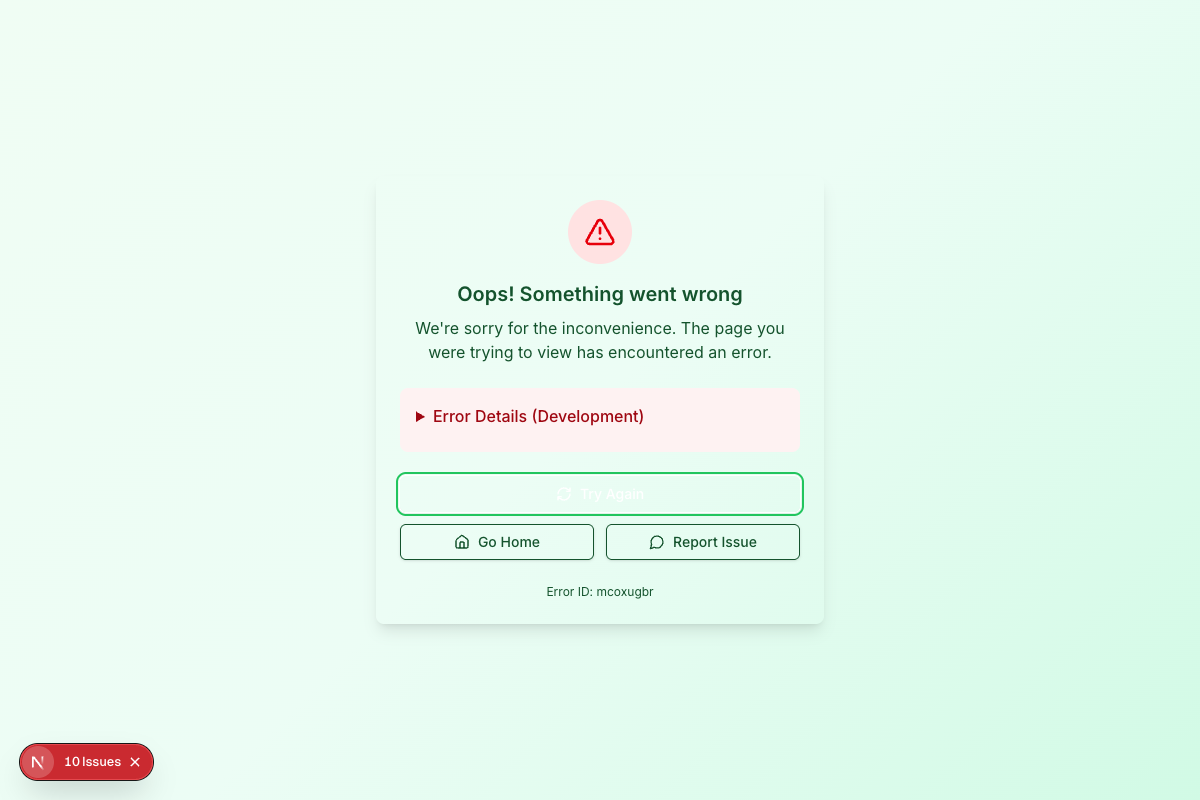 Oops! Something went wrong
We're sorry for the inconvenience. The page you
were trying to view has encountered an error.
Error Details (Development)
Try Again
Go Home
Report Issue
Error ID: mcoxugbr
N
10 Issues